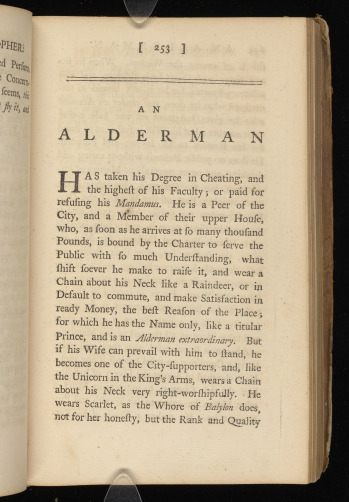 OPHER:
ed Perſon
e Concern-
ſeems, this
fly it, and
[ 253 ]
AN
ALDERMAN
HAS taken his Degree in Cheating, and
the higheſt of his Faculty; or paid for
refuſing his Mandamus. He is a Peer of the
City, and a Member of their upper Houſe,
who, as ſoon as he arrives at ſo many thouſand
Pounds, is bound by the Charter to ſerve the
Public with ſo much Underſtanding, what
ſhift ſoever he make to raiſe it, and wear a
Chain about his Neck like a Raindeer, or in
Default to commute, and make Satisfaction in
ready Money, the beſt Reaſon of the Place;
for which he has the Name only, like a titular
Prince, and is an Alderman extraordinary. But
if his Wife can prevail with him to ſtand, he
becomes one of the City-ſupporters, and, like
the Unicorn in the King's Arms, wears a Chain
about his Neck very right-worſhipfully. He
wears Scarlet, as the Whore of Babylon does,
not for her honeſty, but the Rank and Quality